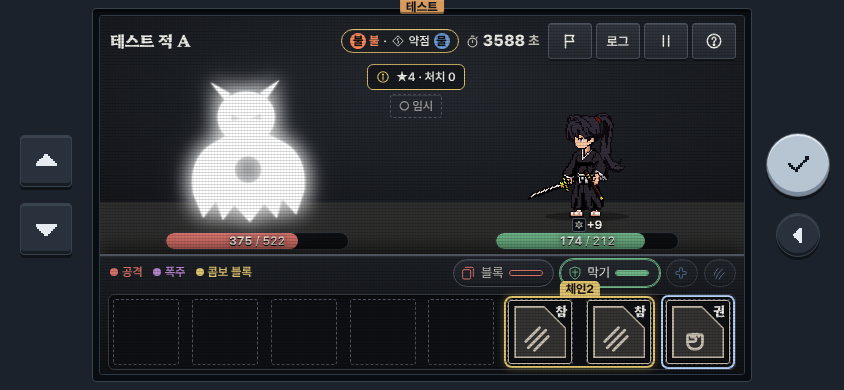 테스트
테스트 적 A
불 불 · 약점 물
3588 초
로그
★4 · 처치 0
임시
+9
375 / 522
174 / 212
공격 폭주 콤보 블록
블록
막기
체인2
참
참
권